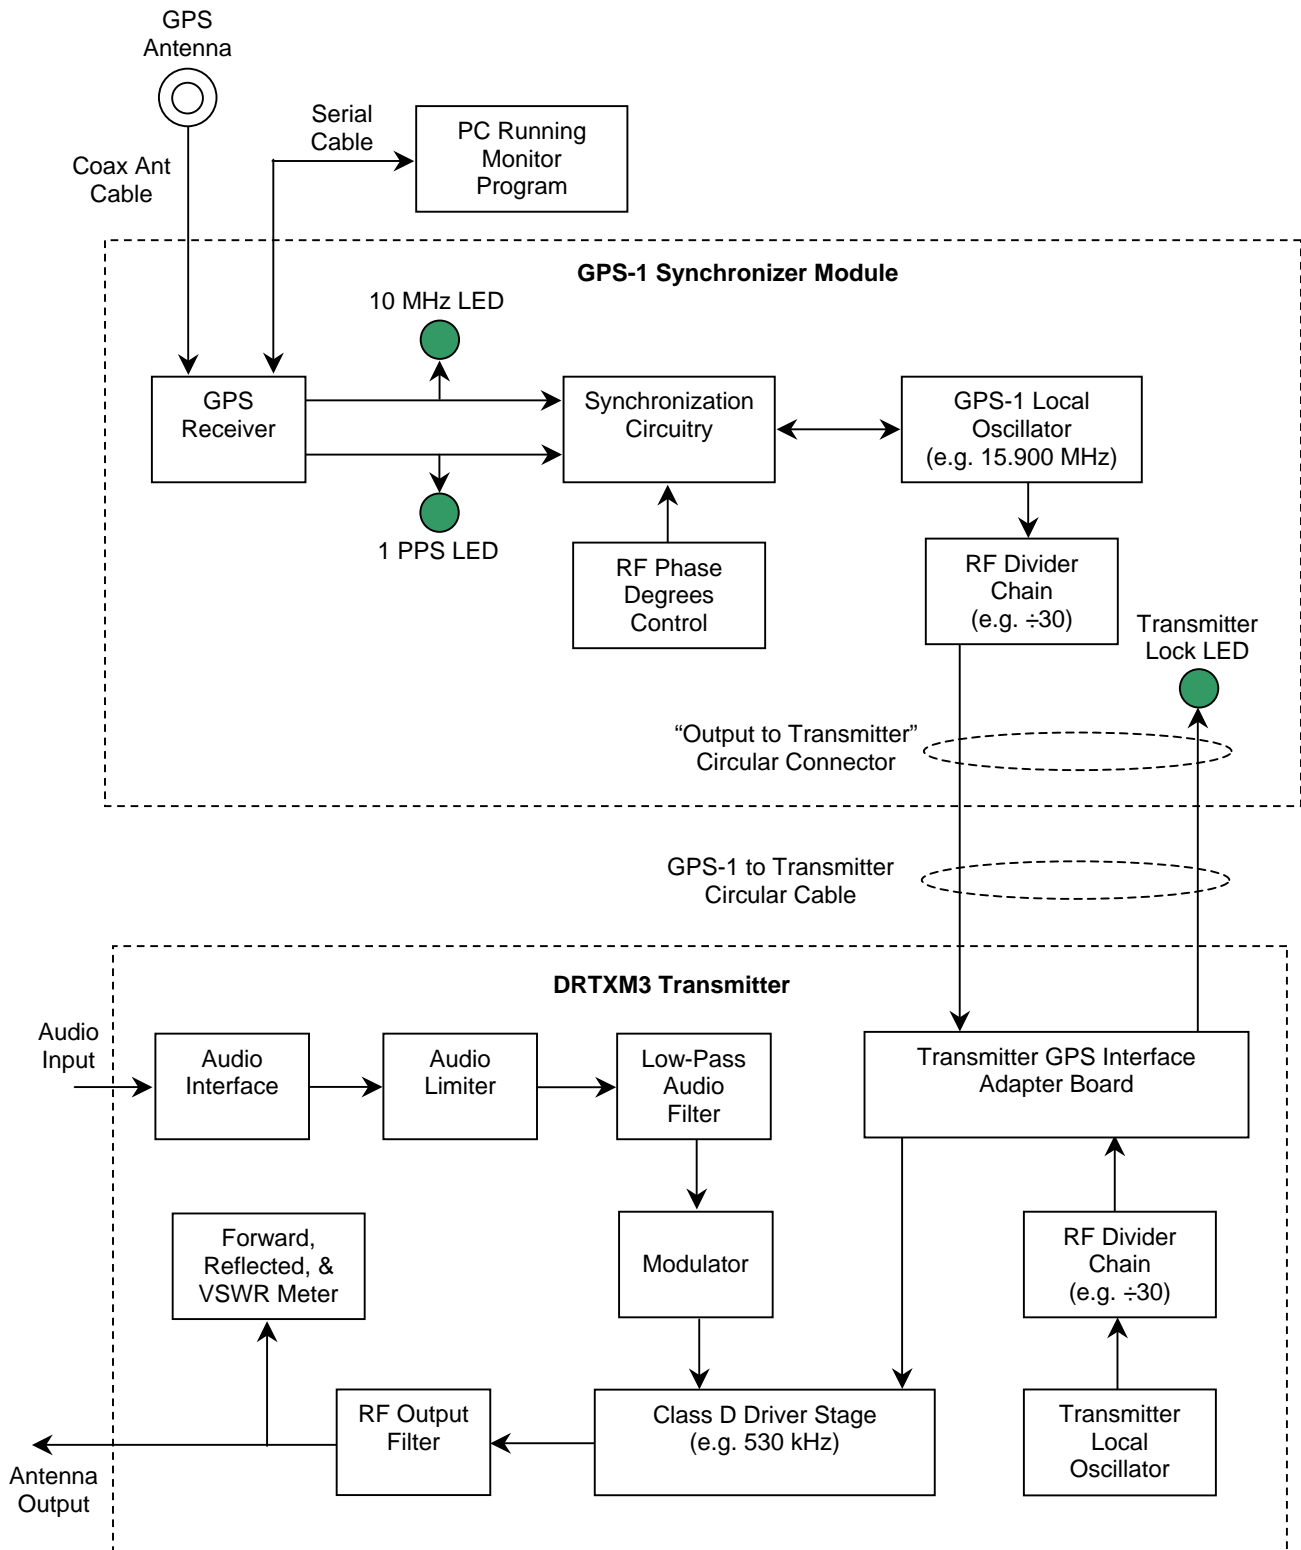 GPS
Antenna
Serial
Cable
PC Running
Monitor
Program
Coax Ant
Cable
GPS-1 Synchronizer Module
10 MHz LED
GPS
Receiver
Synchronization
Circuitry
GPS-1 Local
Oscillator
(e.g. 15.900 MHz)
1 PPS LED
RF Phase
Degrees
Control
RF Divider
Chain
(e.g. ÷30)
Transmitter
Lock LED
“Output to Transmitter”
Circular Connector
GPS-1 to Transmitter
Circular Cable
DRTXM3 Transmitter
Audio
Input
Audio
Interface
Audio
Limiter
Low-Pass
Audio
Filter
Transmitter GPS Interface
Adapter Board
Forward,
Reflected, &
VSWR Meter
Modulator
RF Divider
Chain
(e.g. ÷30)
RF Output
Filter
Class D Driver Stage
(e.g. 530 kHz)
Transmitter
Local
Oscillator
Antenna
Output